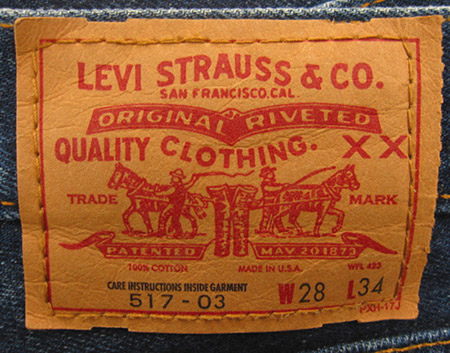 LEVI STRAUSS & CO.
SAN FRANCISCO, CAL.
ORIGINAL RIVETED
QUALITY CLOTHING. XX
TRADE MARK
PATENTED MAY 20 1873
100% COTTON MADE IN U.S.A. WPL 423
CARE INSTRUCTIONS INSIDE GARMENT
517-03 W28 L34